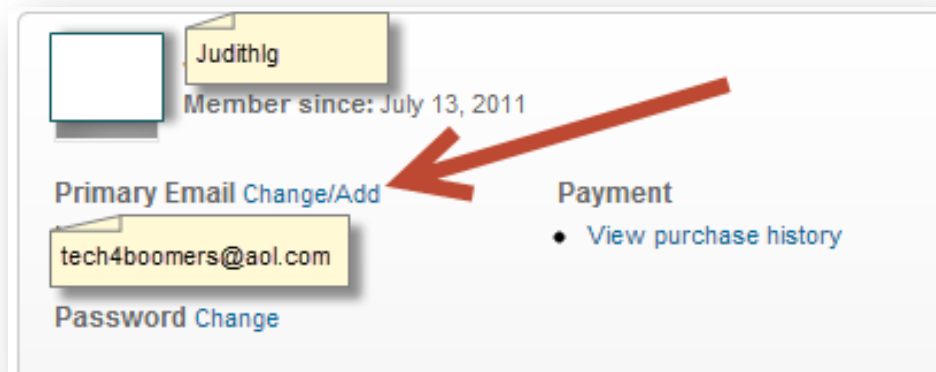 Judithlg
Member since: July 13, 2011
Primary Email Change/Add
tech4boomers@aol.com
Password Change
Payment
• View purchase history